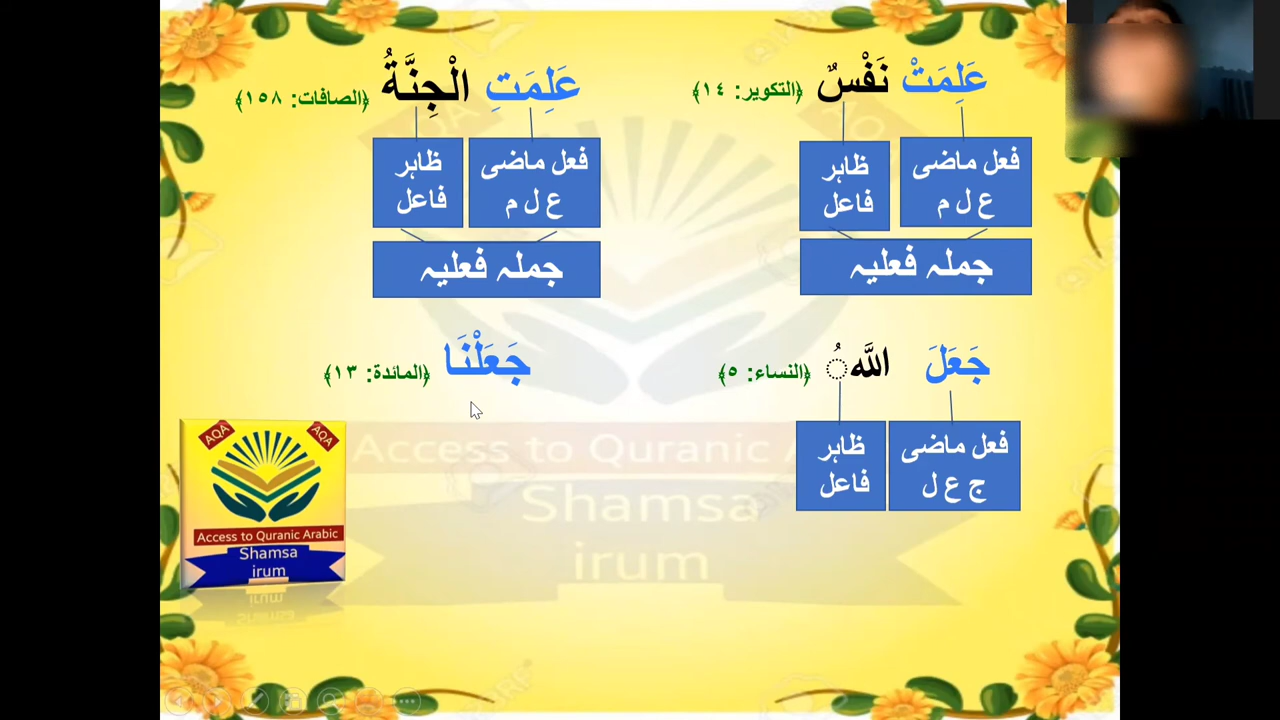 عَلِمَتْ نَفْسٌ ﴿التكوير: ١٤﴾
فعل ماضی
ع ل م
ظاہر
فاعل
جملہ فعلیہ
عَلِمَتِ الْجِنَّةُ ﴿الصافات: ١٥٨﴾
فعل ماضی
ع ل م
ظاہر
فاعل
جملہ فعلیہ
جَعَلَ اللَّهُ ﴿النساء: ٥﴾
فعل ماضی
ج ع ل
ظاہر
فاعل
جَعَلْنَا ﴿المائدة: ١٣﴾
AQA AQA
Access to Quranic Arabic
Shamsa
irum
Access to Quranic A
Shamsa
irum